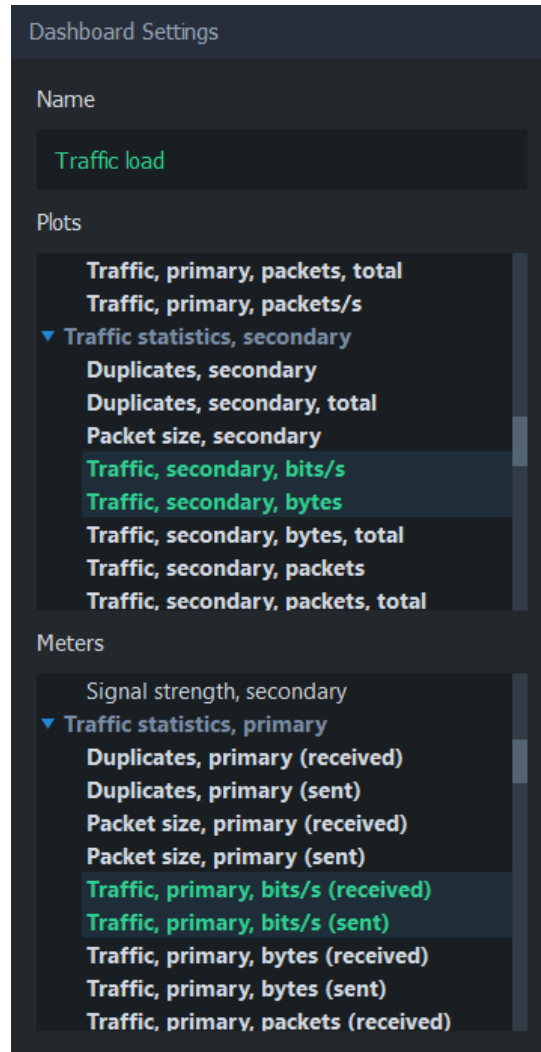 Dashboard Settings
Name
Traffic load
Plots
Traffic, primary, packets, total
Traffic, primary, packets/s
Traffic statistics, secondary
Duplicates, secondary
Duplicates, secondary, total
Packet size, secondary
Traffic, secondary, bits/s
Traffic, secondary, bytes
Traffic, secondary, bytes, total
Traffic, secondary, packets
Traffic, secondary, packets, total
Meters
Signal strength, secondary
Traffic statistics, primary
Duplicates, primary (received)
Duplicates, primary (sent)
Packet size, primary (received)
Packet size, primary (sent)
Traffic, primary, bits/s (received)
Traffic, primary, bits/s (sent)
Traffic, primary, bytes (received)
Traffic, primary, bytes (sent)
Traffic, primary, packets (received)